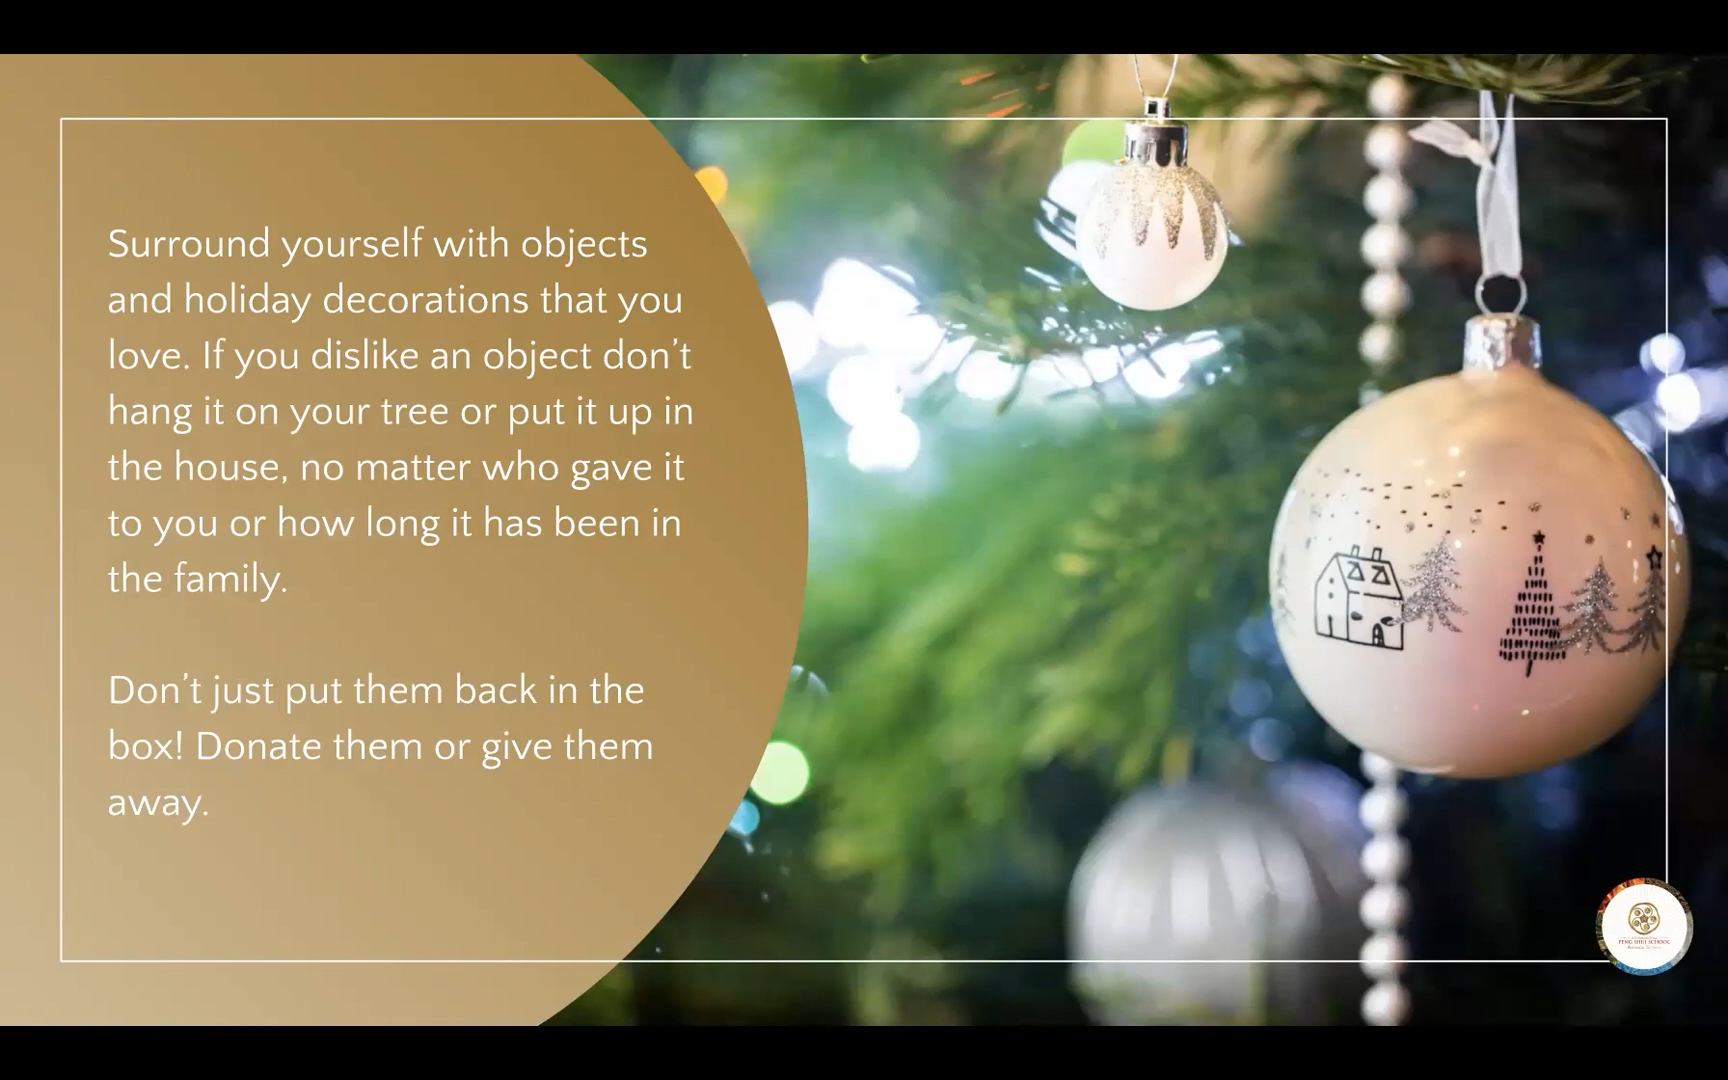 Surround yourself with objects
and holiday decorations that you
love. If you dislike an object don’t
hang it on your tree or put it up in
the house, no matter who gave it
to you or how long it has been in
the family.
Don’t just put them back in the
box! Donate them or give them
away.
FENG SHUI SCHOOL